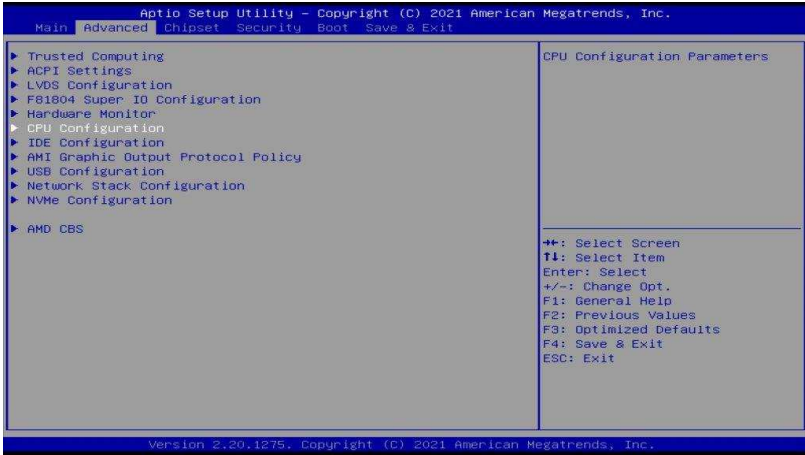 Aptio Setup Utility – Copyright (C) 2021 American Megatrends, Inc.
Main Advanced Chipset Security Boot Save & Exit
▶ Trusted Computing
▶ ACPI Settings
▶ LVDS Configuration
▶ F81804 Super IO Configuration
▶ Hardware Monitor
▶ CPU Configuration
▶ IDE Configuration
▶ AMI Graphic Output Protocol Policy
▶ USB Configuration
▶ Network Stack Configuration
▶ NVMe Configuration
▶ AMD CBS
CPU Configuration Parameters
→←: Select Screen
↑↓: Select Item
Enter: Select
+/-: Change Opt.
F1: General Help
F2: Previous Values
F3: Optimized Defaults
F4: Save & Exit
ESC: Exit
Version 2.20.1275. Copyright (C) 2021 American Megatrends, Inc.